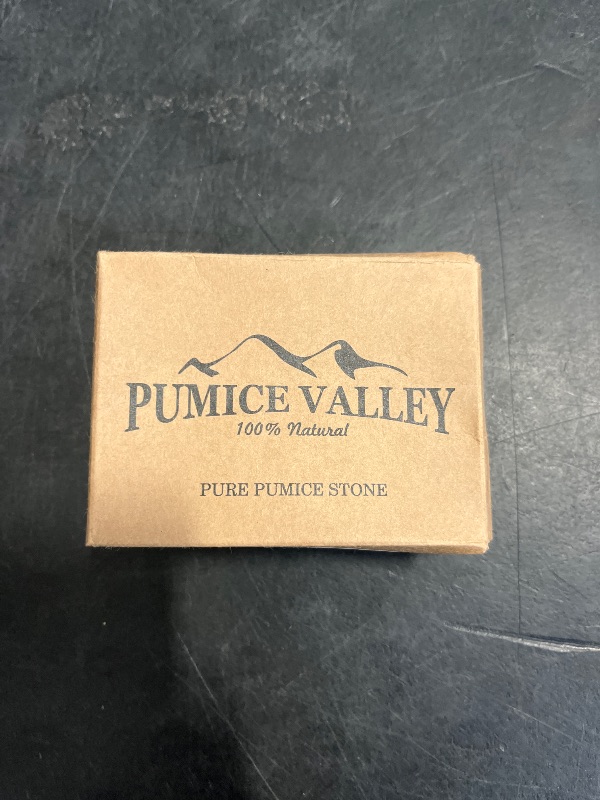 PUMICE VALLEY
100% Natural
PURE PUMICE STONE